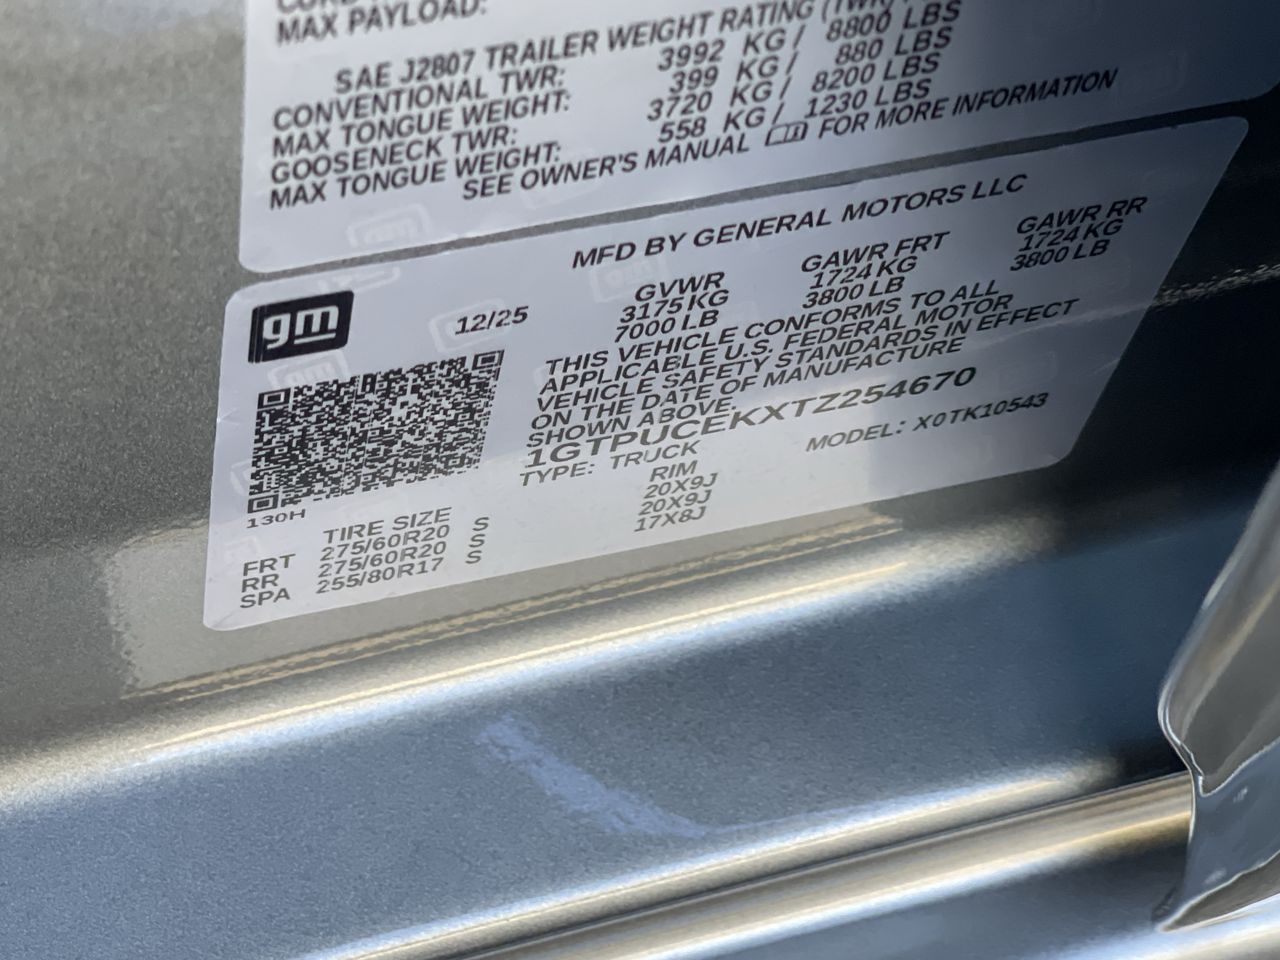 MAX PAYLOAD:
SAE J2807 TRAILER WEIGHT RATING
CONVENTIONAL TWR: 3992 KG / 8800 LBS
MAX TONGUE WEIGHT: 399 KG / 880 LBS
GOOSENECK TWR: 3720 KG / 8200 LBS
MAX TONGUE WEIGHT: 558 KG / 1230 LBS
SEE OWNER'S MANUAL FOR MORE INFORMATION
MFD BY GENERAL MOTORS LLC
gm 12/25
GVWR GAWR FRT GAWR RR
3175 KG 1724 KG 1724 KG
7000 LB 3800 LB 3800 LB
THIS VEHICLE CONFORMS TO ALL
APPLICABLE U.S. FEDERAL MOTOR
VEHICLE SAFETY STANDARDS IN EFFECT
ON THE DATE OF MANUFACTURE
SHOWN ABOVE.
1GTPUCEKXTZ254670
TYPE: TRUCK MODEL: X0TK10543
130H
TIRE SIZE RIM
FRT 275/60R20 S 20X9J
RR 275/60R20 S 20X9J
SPA 255/80R17 S 17X8J